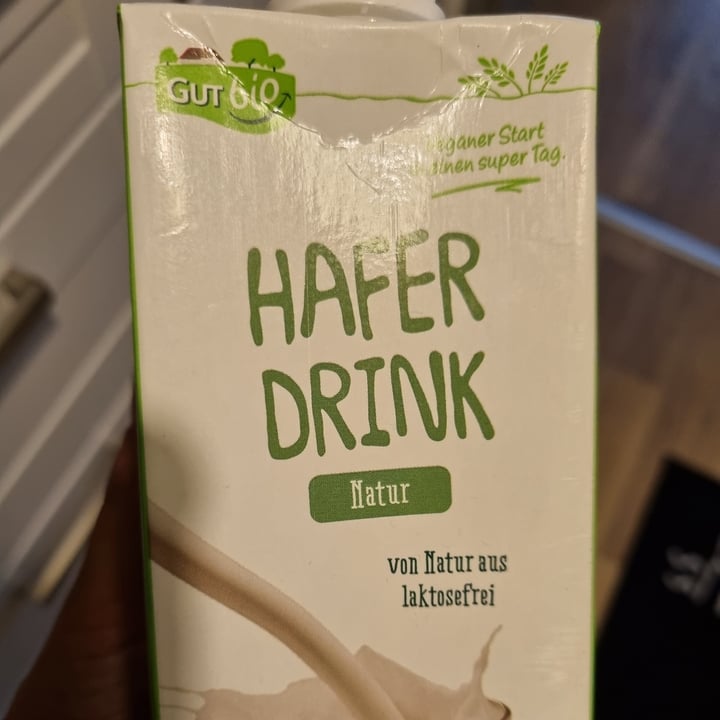 GUT bio
Start
super Tag.
HAFER
DRINK
Natur
von Natur aus
laktosefrei